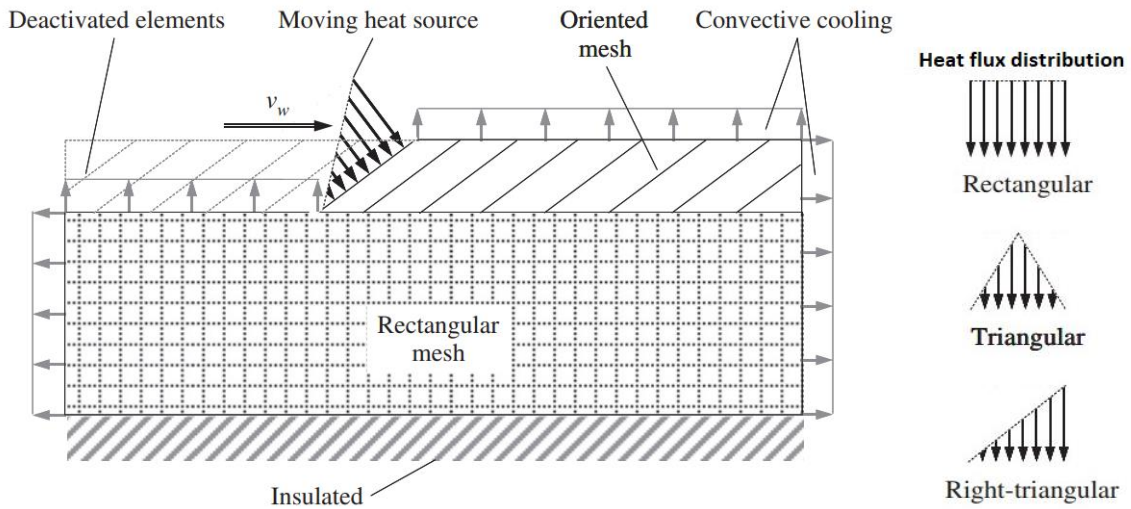 Deactivated elements
Moving heat source
Oriented
mesh
Convective cooling
Heat flux distribution
v_w
Rectangular
Triangular
Rectangular
mesh
Right-triangular
Insulated